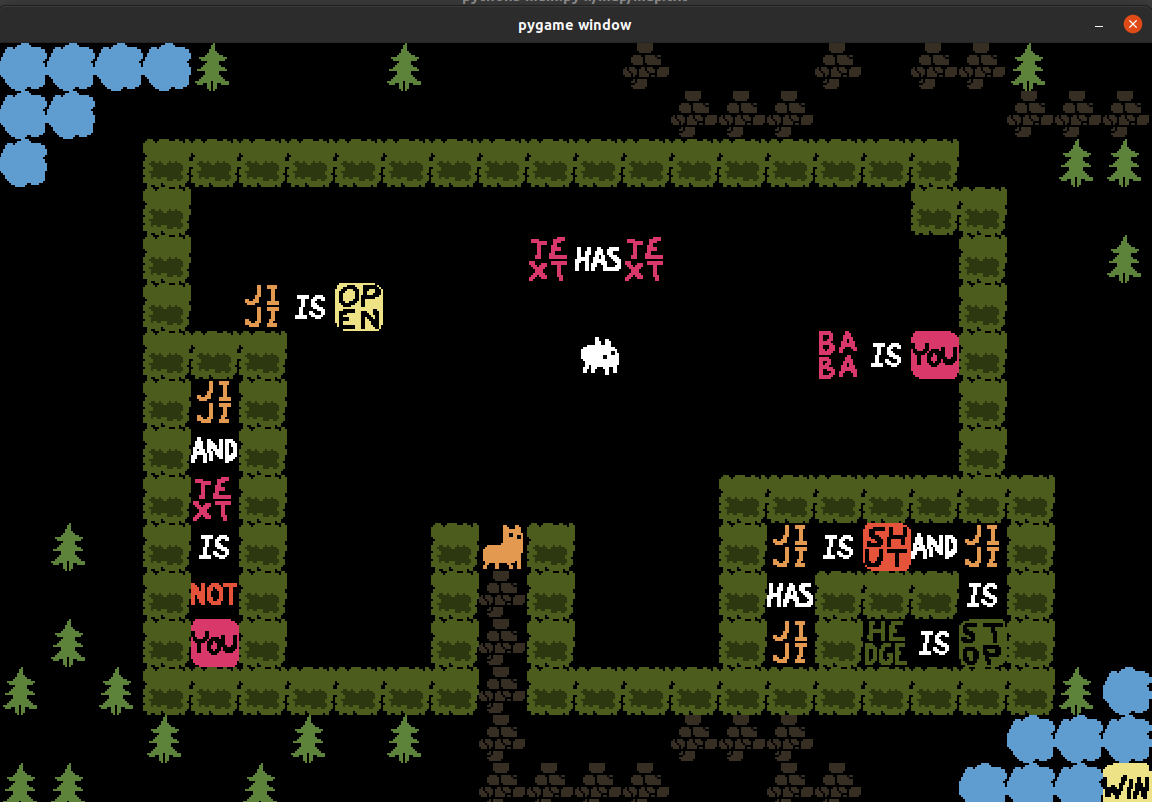 pygame window
TEXT HAS TEXT
JIJI IS OPEN
BABA IS YOU
JIJI
AND
TEXT
IS
NOT
YOU
JIJI IS SHUT AND JIJI
HAS IS
JIJI HEDGE IS STOP
WIN